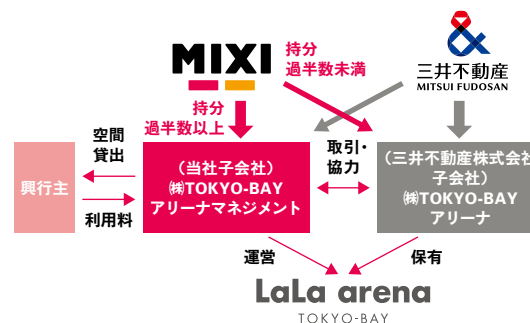 MIXI
持分
過半数未満
三井不動産
MITSUI FUDOSAN
持分
過半数以上
空間
貸出
興行主
利用料
（当社子会社）
㈱TOKYO-BAY
アリーナマネジメント
取引・
協力
（三井不動産株式会社
子会社）
㈱TOKYO-BAY
アリーナ
運営
保有
LaLa arena
TOKYO-BAY